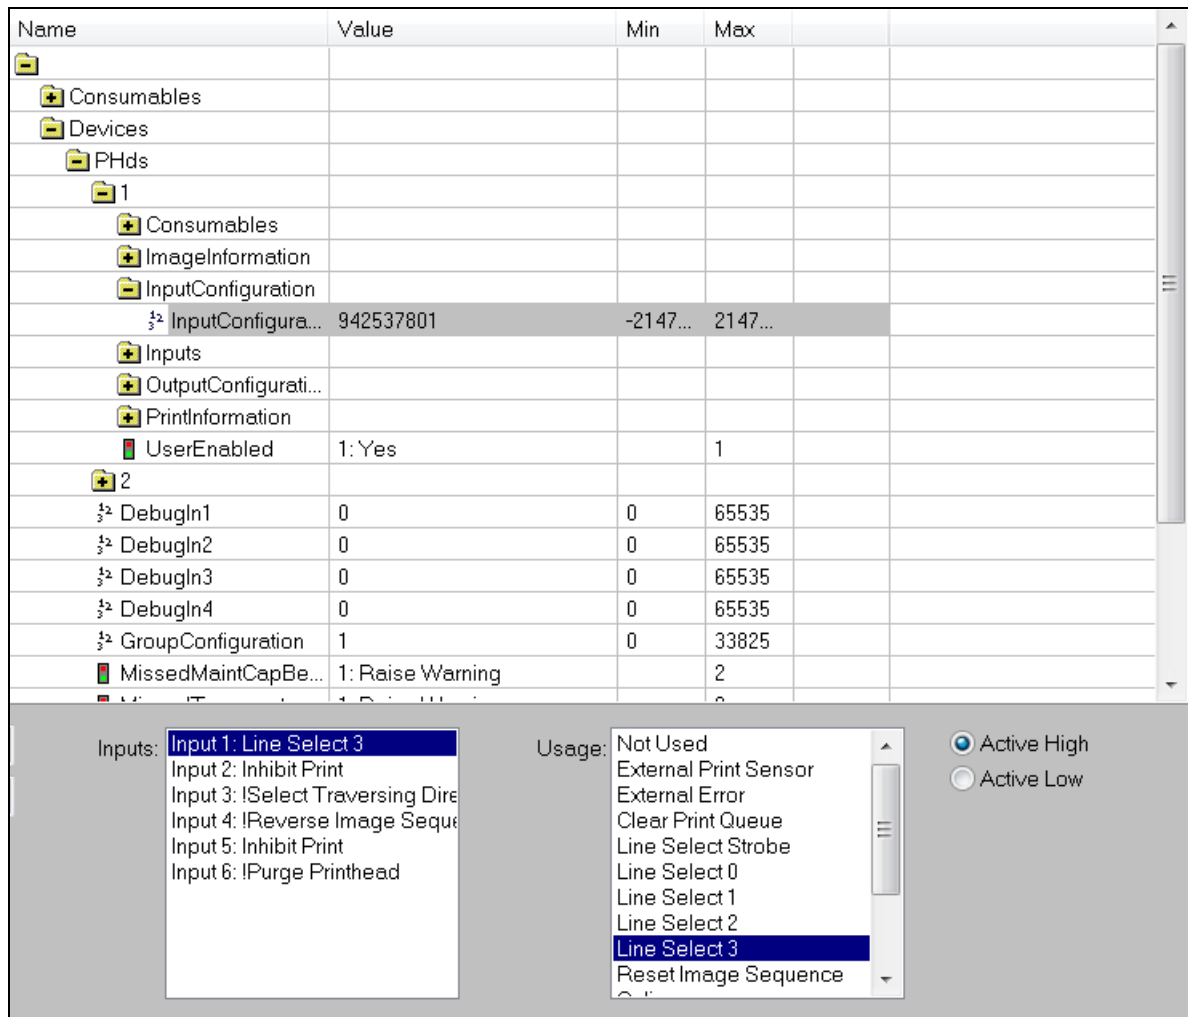 Name Value Min Max
Consumables
Devices
PHds
1
Consumables
ImageInformation
InputConfiguration
InputConfigura... 942537801 -2147... 2147...
Inputs
OutputConfigurati...
PrintInformation
UserEnabled 1: Yes 1
2
DebugIn1 0 0 65535
DebugIn2 0 0 65535
DebugIn3 0 0 65535
DebugIn4 0 0 65535
GroupConfiguration 1 0 33825
MissedMaintCapBe... 1: Raise Warning 2
Inputs:
Input 1: Line Select 3
Input 2: Inhibit Print
Input 3: !Select Traversing Dire
Input 4: !Reverse Image Seque
Input 5: Inhibit Print
Input 6: !Purge Printhead
Usage:
Not Used
External Print Sensor
External Error
Clear Print Queue
Line Select Strobe
Line Select 0
Line Select 1
Line Select 2
Line Select 3
Reset Image Sequence
Active High
Active Low